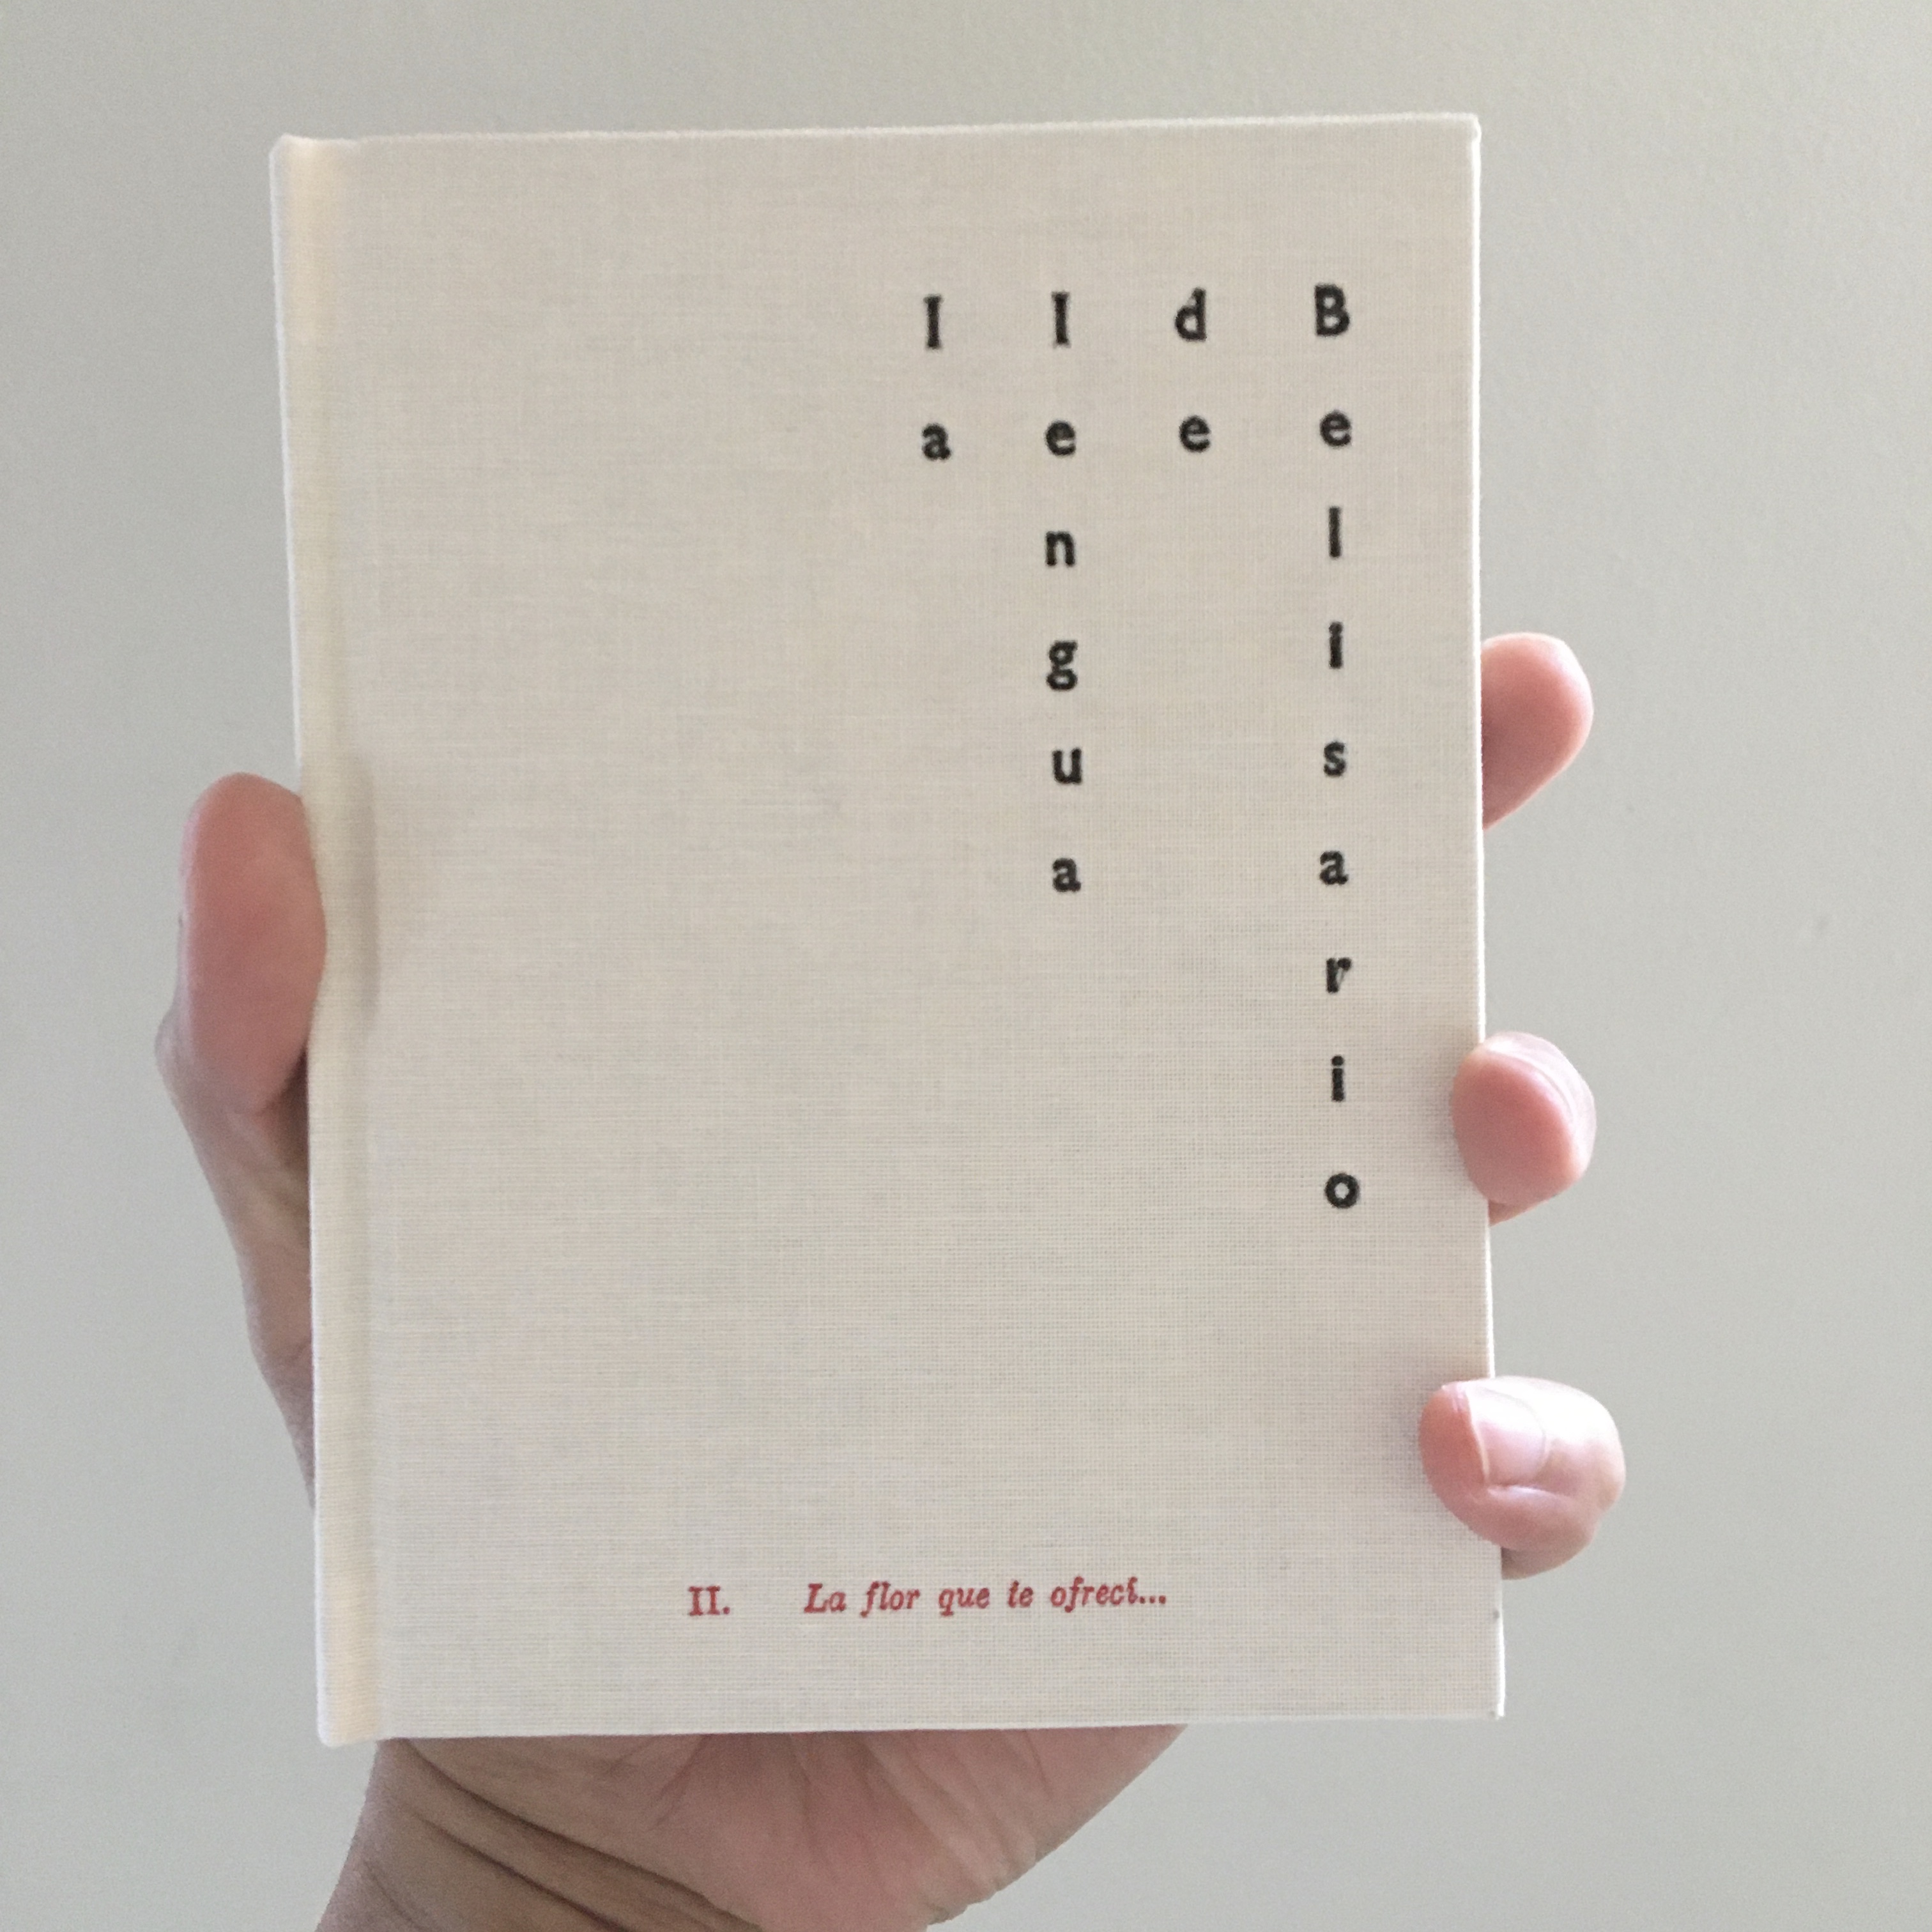 la
lengua
de
Belisario
II. La flor que te ofrecí...